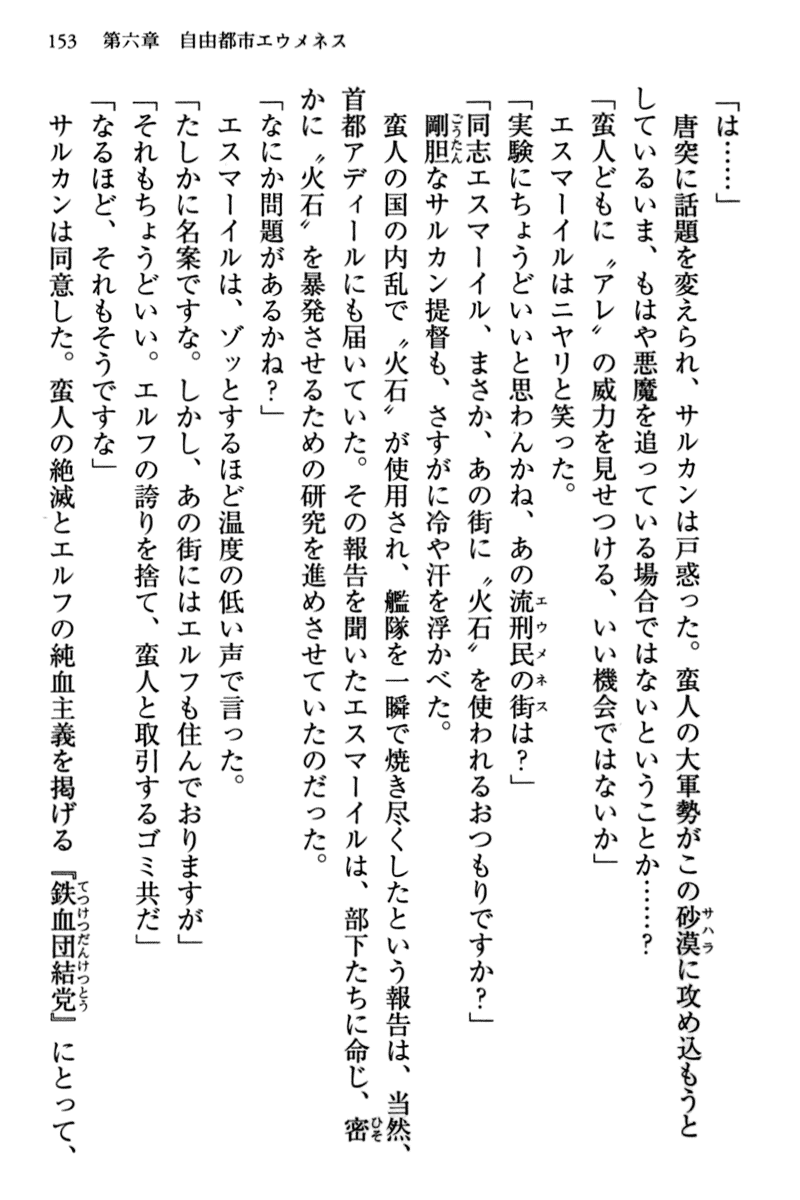 153　第六章　自由都市エウメネス
「は……」
　唐突に話題を変えられ、サルカンは戸惑った。蛮人の大軍勢がこの砂漠に攻め込もうと
しているいま、もはや悪魔を追っている場合ではないということか……？
「蛮人どもに〝アレ〟の威力を見せつける、いい機会ではないか」
　エスマーイルはニヤリと笑った。
「実験にちょうどいいと思わんかね、あの流刑民の街は？」
「同志エスマーイル、まさか、あの街に〝火石〟を使われるおつもりですか？」
　剛胆なサルカン提督も、さすがに冷や汗を浮かべた。
　蛮人の国の内乱で〝火石〟が使用され、艦隊を一瞬で焼き尽くしたという報告は、当然、
首都アディールにも届いていた。その報告を聞いたエスマーイルは、部下たちに命じ、密
かに〝火石〟を暴発させるための研究を進めさせていたのだった。
「なにか問題があるかね？」
　エスマーイルは、ゾッとするほど温度の低い声で言った。
「たしかに名案ですな。しかし、あの街にはエルフも住んでおりますが」
「それもちょうどいい。エルフの誇りを捨て、蛮人と取引するゴミ共だ」
「なるほど、それもそうですな」
　サルカンは同意した。蛮人の絶滅とエルフの純血主義を掲げる『鉄血団結党』にとって、